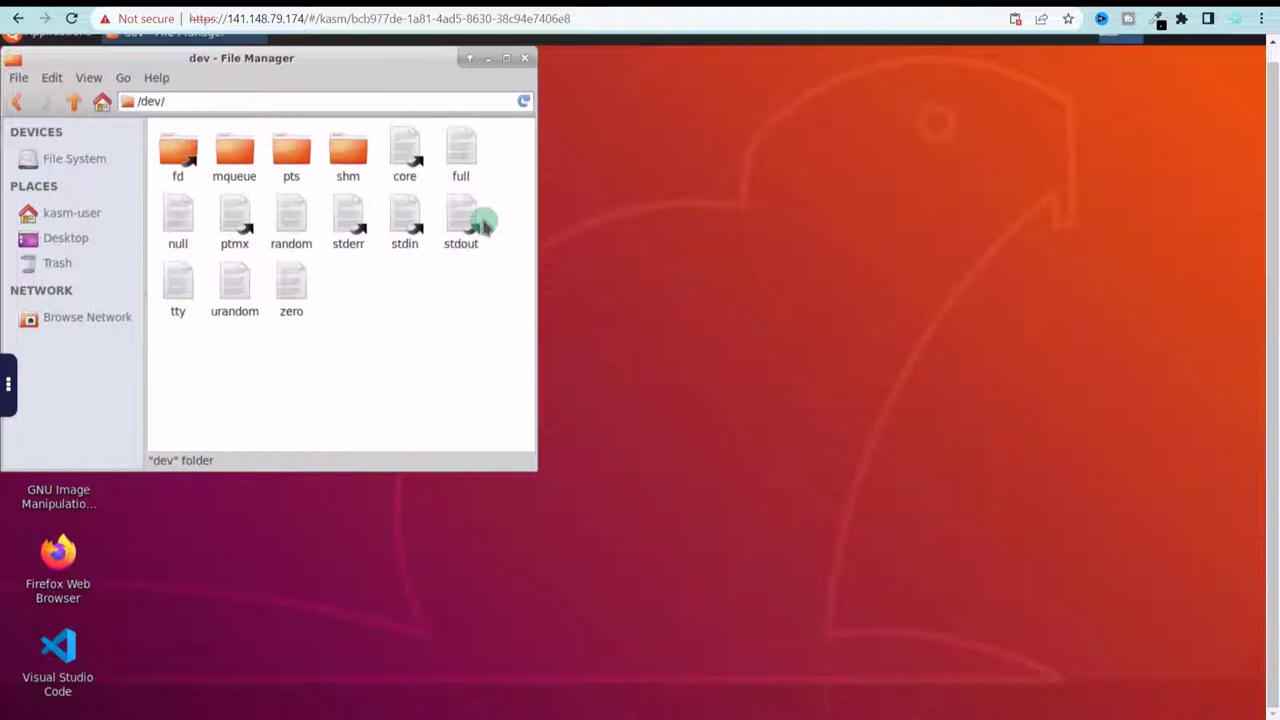 Not secure
https://141.148.79.174/#/kasm/bcb977de-1a81-4ad5-8630-38c94e7406e8
dev - File Manager
File Edit View Go Help
/dev/
DEVICES
File System
PLACES
kasm-user
Desktop
Trash
NETWORK
Browse Network
fd mqueue pts shm core full
null ptmx random stderr stdin stdout
tty urandom zero
"dev" folder
GNU Image
Manipulatio...
Firefox Web
Browser
Visual Studio
Code